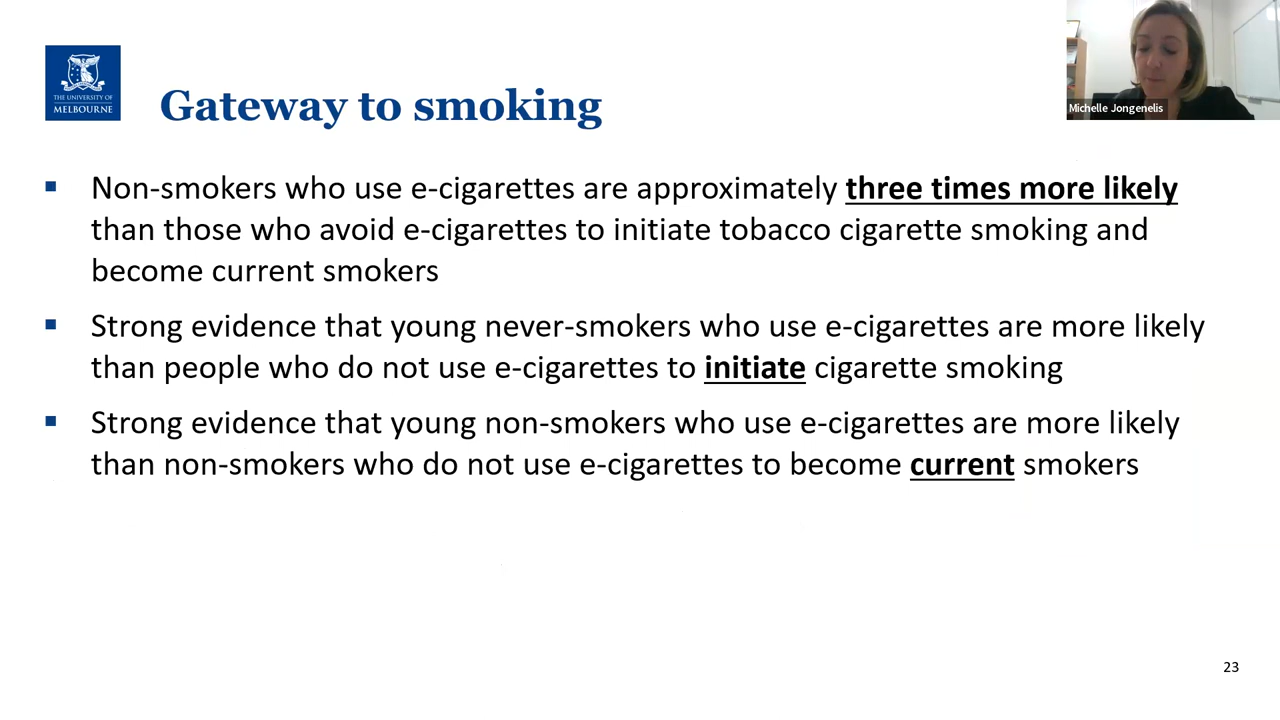 THE UNIVERSITY OF
MELBOURNE
Gateway to smoking
Michelle Jongenelis
Non-smokers who use e-cigarettes are approximately three times more likely
than those who avoid e-cigarettes to initiate tobacco cigarette smoking and
become current smokers
Strong evidence that young never-smokers who use e-cigarettes are more likely
than people who do not use e-cigarettes to initiate cigarette smoking
Strong evidence that young non-smokers who use e-cigarettes are more likely
than non-smokers who do not use e-cigarettes to become current smokers
23